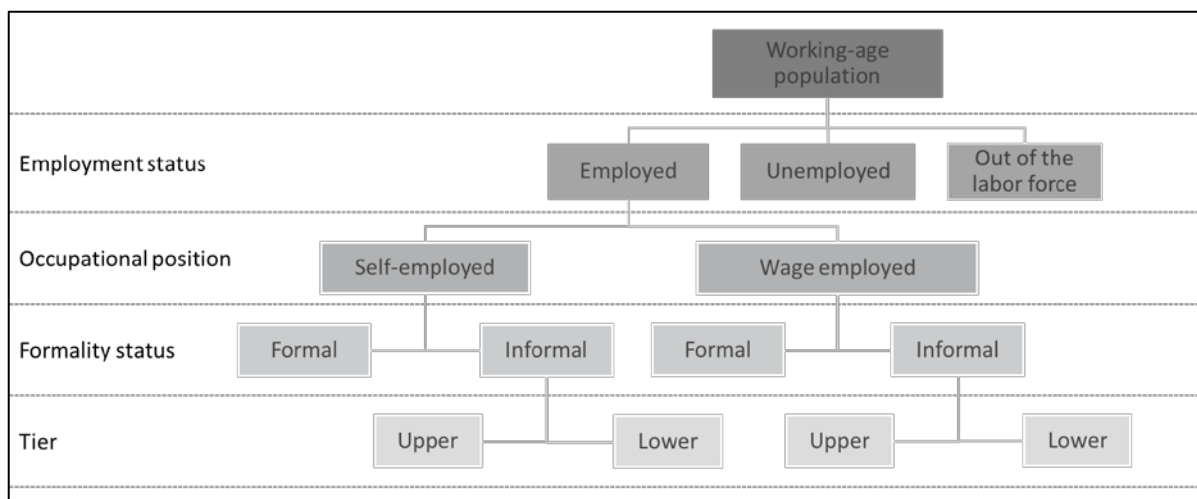 Working-age
population
Employment status
Employed
Unemployed
Out of the
labor force
Occupational position
Self-employed
Wage employed
Formality status
Formal
Informal
Formal
Informal
Tier
Upper
Lower
Upper
Lower